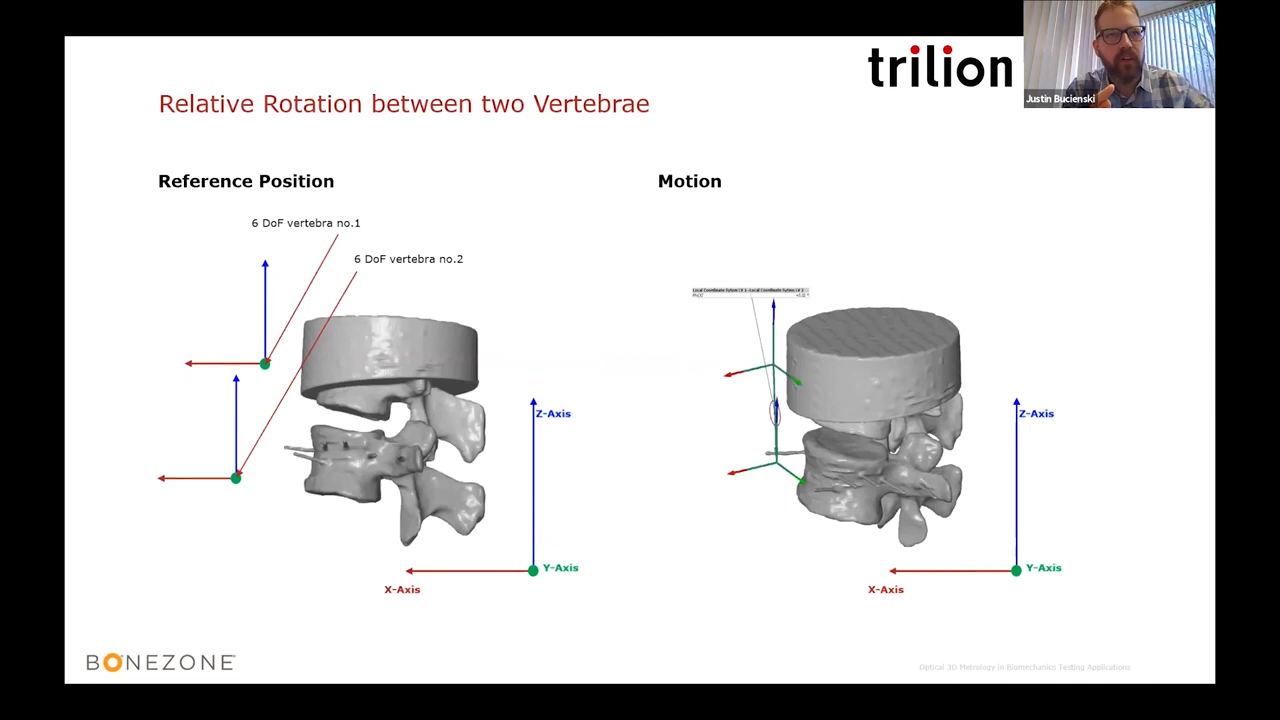 trilion
Justin Bucienski
Relative Rotation between two Vertebrae
Reference Position
Motion
6 DoF vertebra no.1
6 DoF vertebra no.2
Z-Axis
Y-Axis
X-Axis
Z-Axis
Y-Axis
X-Axis
BONEZONE
Optical 3D Metrology in Biomechanics Testing Applications